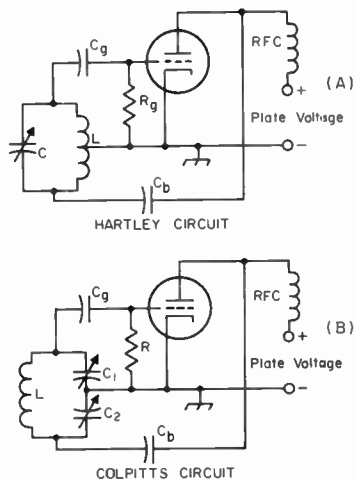 Cg
RFC
(A)
+
Rg
Plate Voltage
C
L
-
Cb
HARTLEY CIRCUIT
Cg
RFC
(B)
+
R
Plate Voltage
L
C1
C2
-
Cb
COLPITTS CIRCUIT